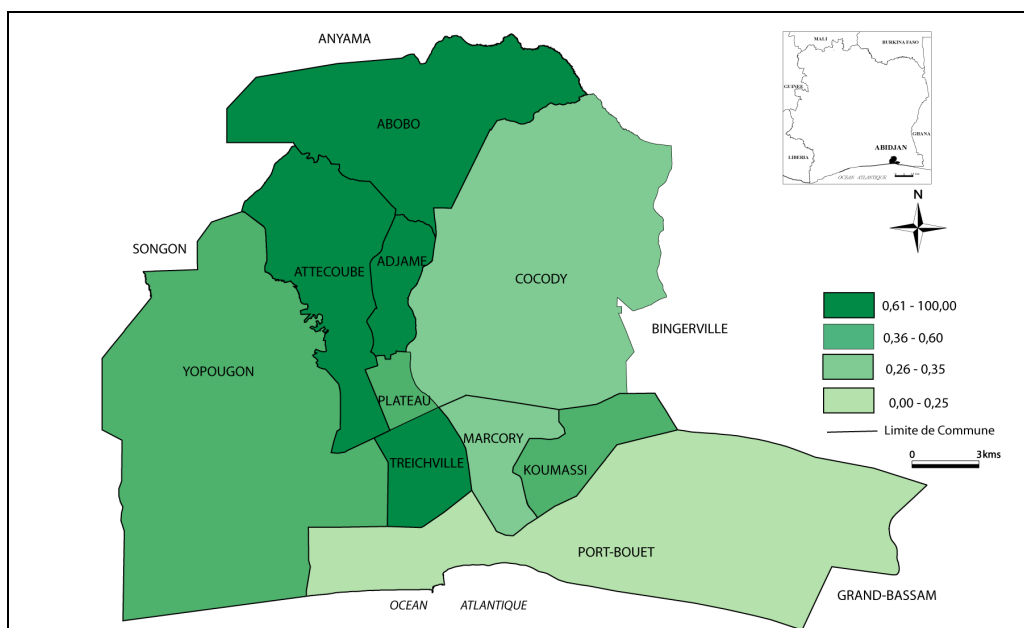 ANYAMA
MALI
BURKINA FASO
GUINEE
GHANA
ABIDJAN
LIBERIA
OCEAN ATLANTIQUE
N
ABOBO
SONGON
ATTECOUBE
ADJAME
COCODY
BINGERVILLE
YOPOUGON
PLATEAU
MARCORY
TREICHVILLE
KOUMASSI
PORT-BOUET
GRAND-BASSAM
OCEAN ATLANTIQUE
0,61 - 100,00
0,36 - 0,60
0,26 - 0,35
0,00 - 0,25
Limite de Commune
0 3kms